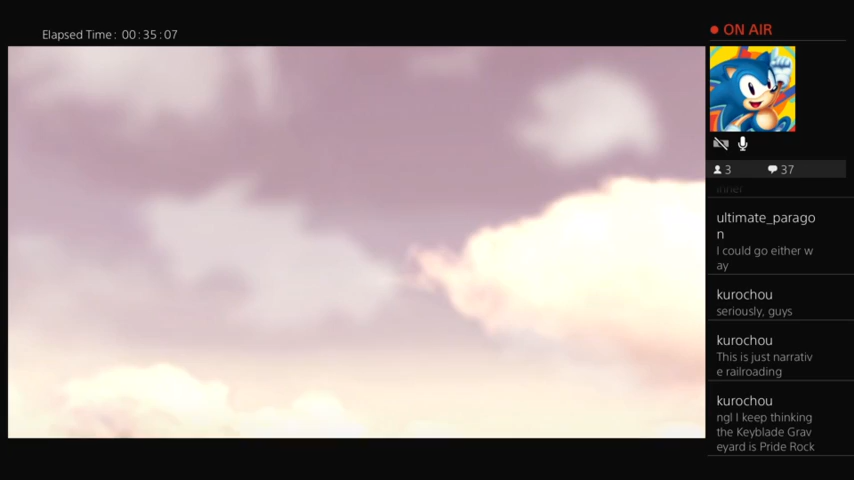 Elapsed Time: 00:35:07
ON AIR
3
37
inner
ultimate_parago
n
I could go either w
ay
kurochou
seriously, guys
kurochou
This is just narrativ
e railroading
kurochou
ngl I keep thinking
the Keyblade Grav
eyard is Pride Rock